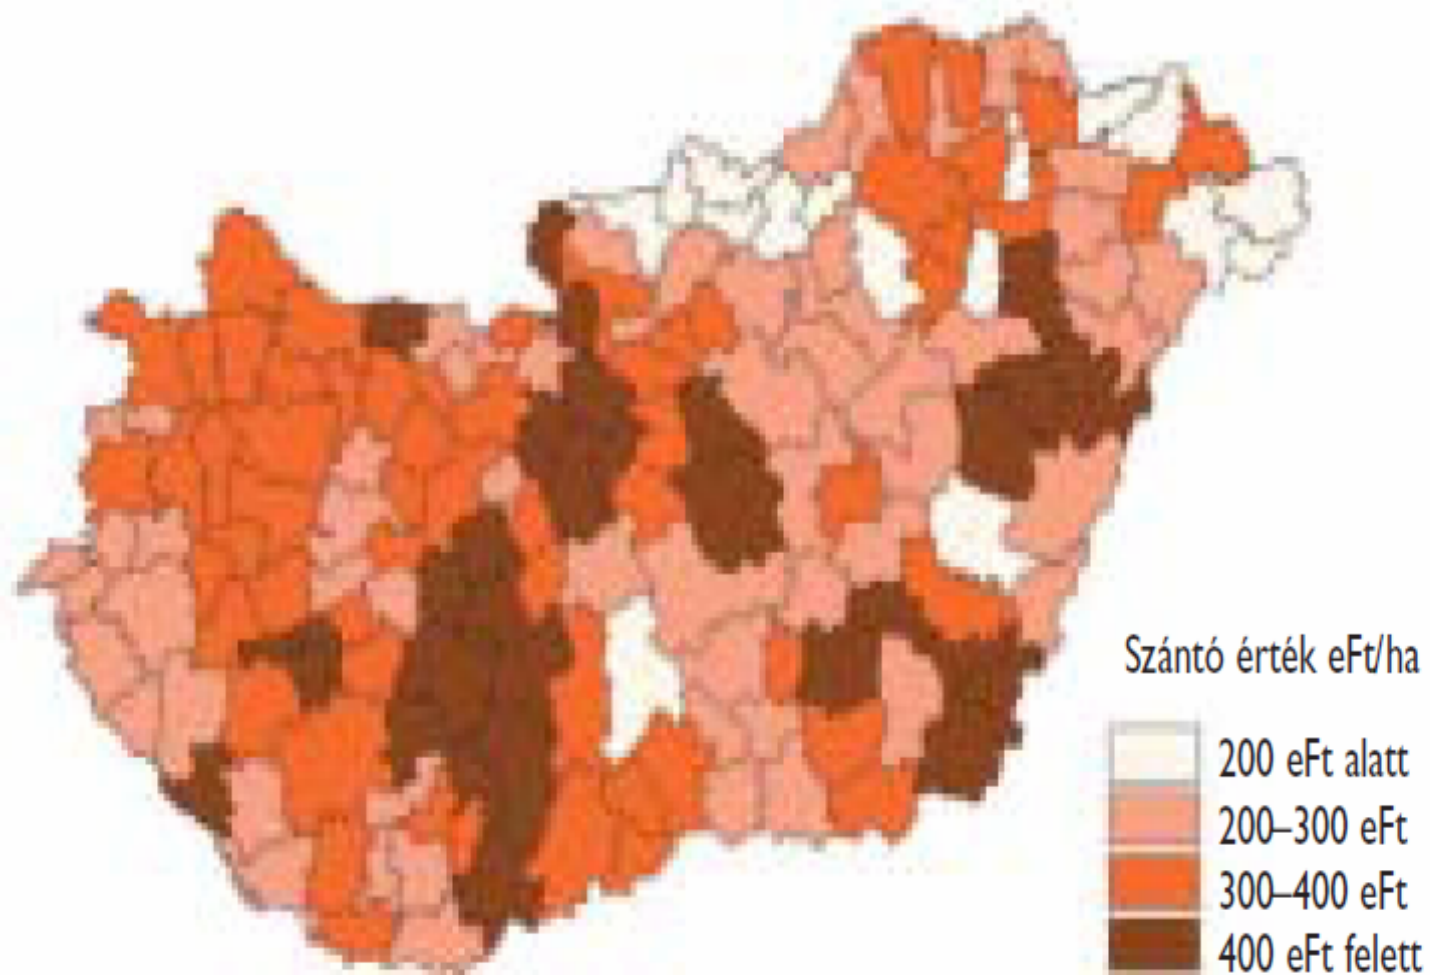 Szántó érték eFt/ha
200 eFt alatt
200–300 eFt
300–400 eFt
400 eFt felett